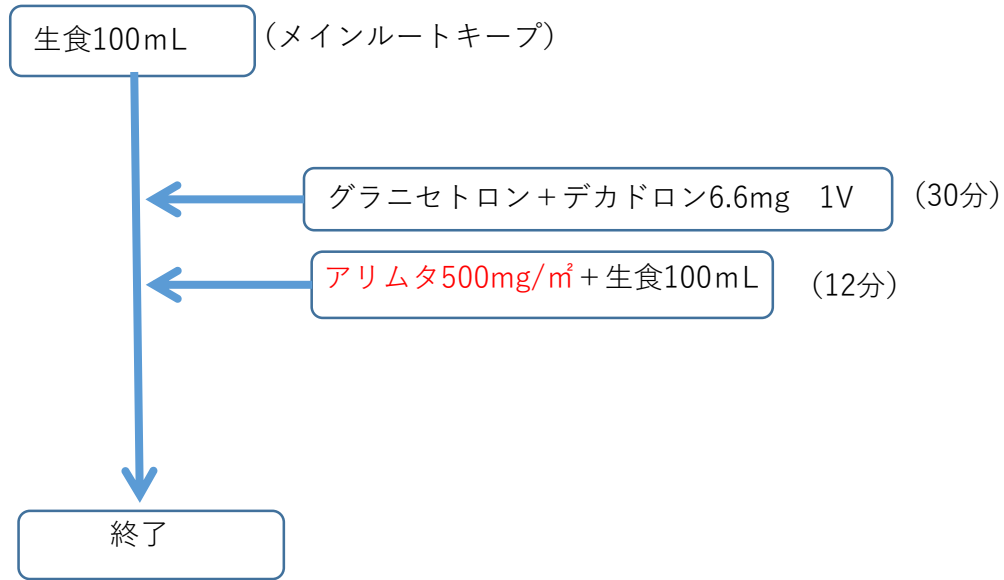 生食100mL (メインルートキープ)
グラニセトロン＋デカドロン6.6mg　1V (30分)
アリムタ500mg/㎡＋生食100mL (12分)
終了